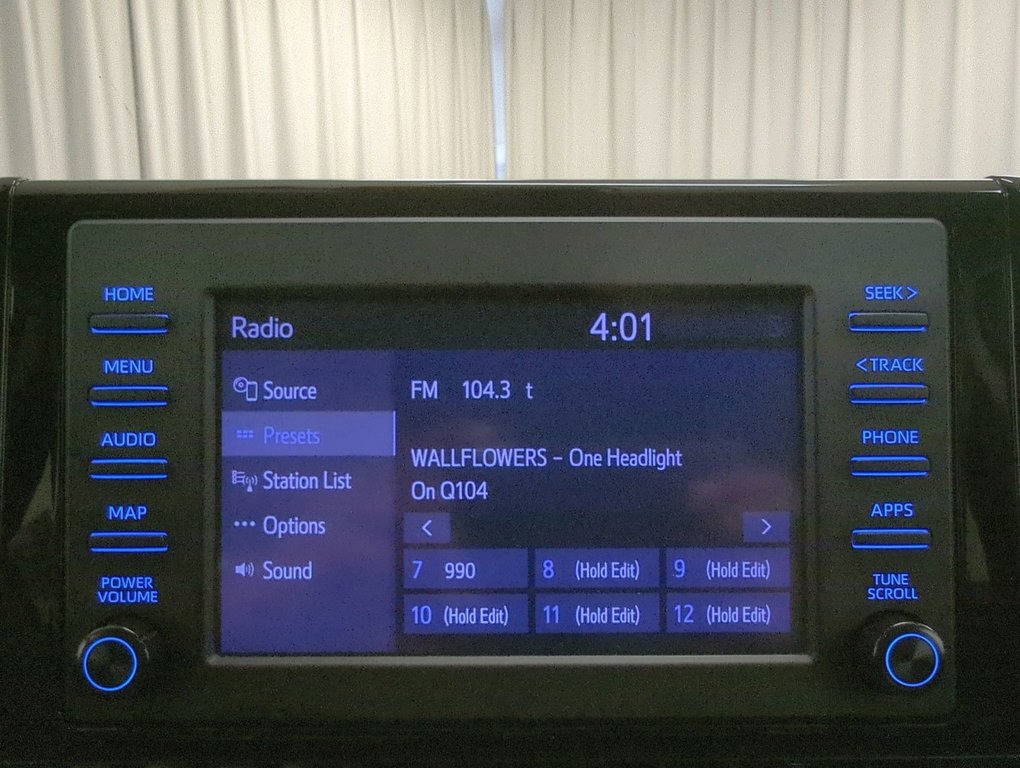 HOME
MENU
AUDIO
MAP
POWER
VOLUME
Radio
4:01
Source
Presets
Station List
Options
Sound
FM 104.3 t
WALLFLOWERS – One Headlight
On Q104
< >
7 990 8 (Hold Edit) 9 (Hold Edit)
10 (Hold Edit) 11 (Hold Edit) 12 (Hold Edit)
SEEK >
< TRACK
PHONE
APPS
TUNE
SCROLL